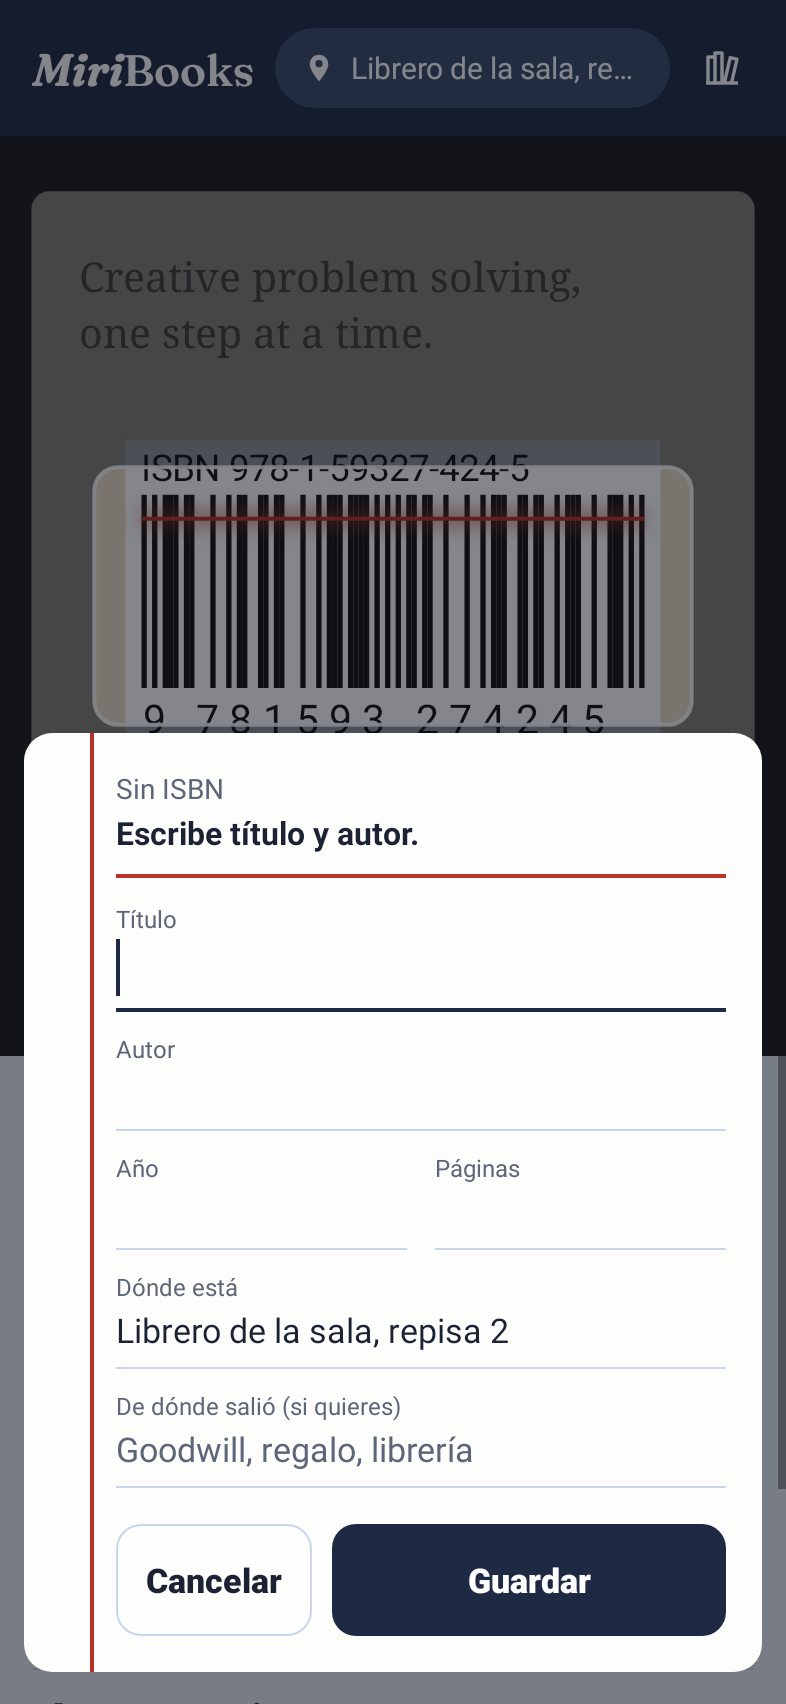 MiriBooks
Librero de la sala, re...
Creative problem solving,
one step at a time.
ISBN 978-1-59327-424-5
9 781593 274245
Sin ISBN
Escribe título y autor.
Título
Autor
Año Páginas
Dónde está
Librero de la sala, repisa 2
De dónde salió (si quieres)
Goodwill, regalo, librería
Cancelar Guardar